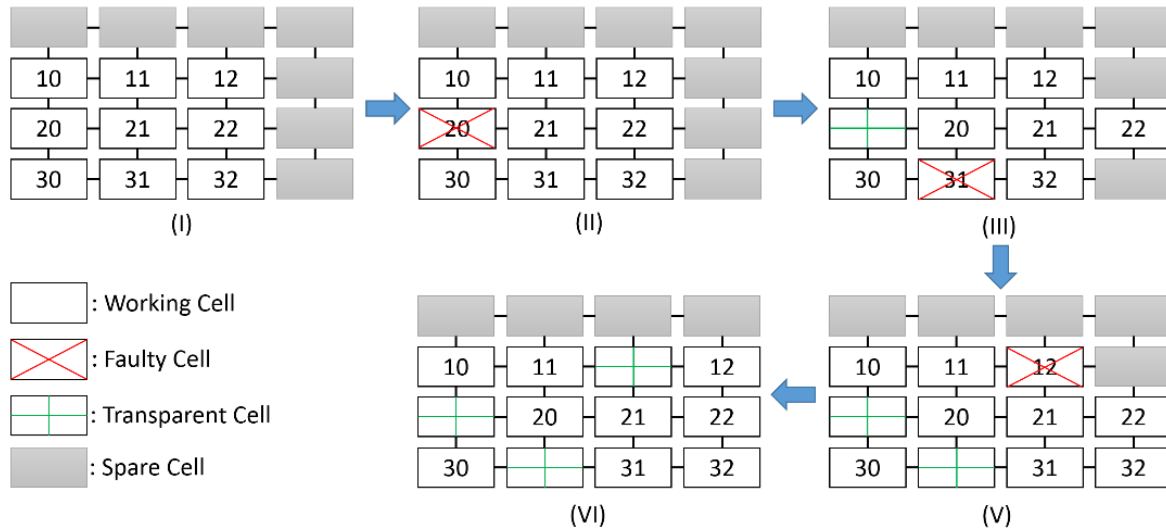 10 11 12
20 21 22
30 31 32
(I)
10 11 12
20 21 22
30 31 32
(II)
10 11 12
20 21 22
30 31 32
(III)
: Working Cell
: Faulty Cell
: Transparent Cell
: Spare Cell
10 11 12
20 21 22
30 31 32
(VI)
10 11 12
20 21 22
30 31 32
(V)